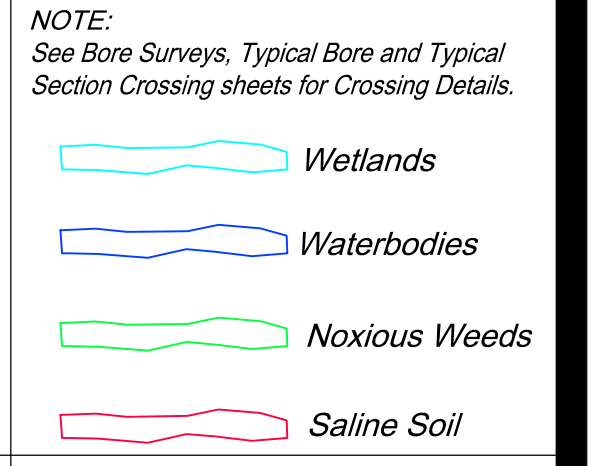 NOTE:
See Bore Surveys, Typical Bore and Typical
Section Crossing sheets for Crossing Details.
Wetlands
Waterbodies
Noxious Weeds
Saline Soil